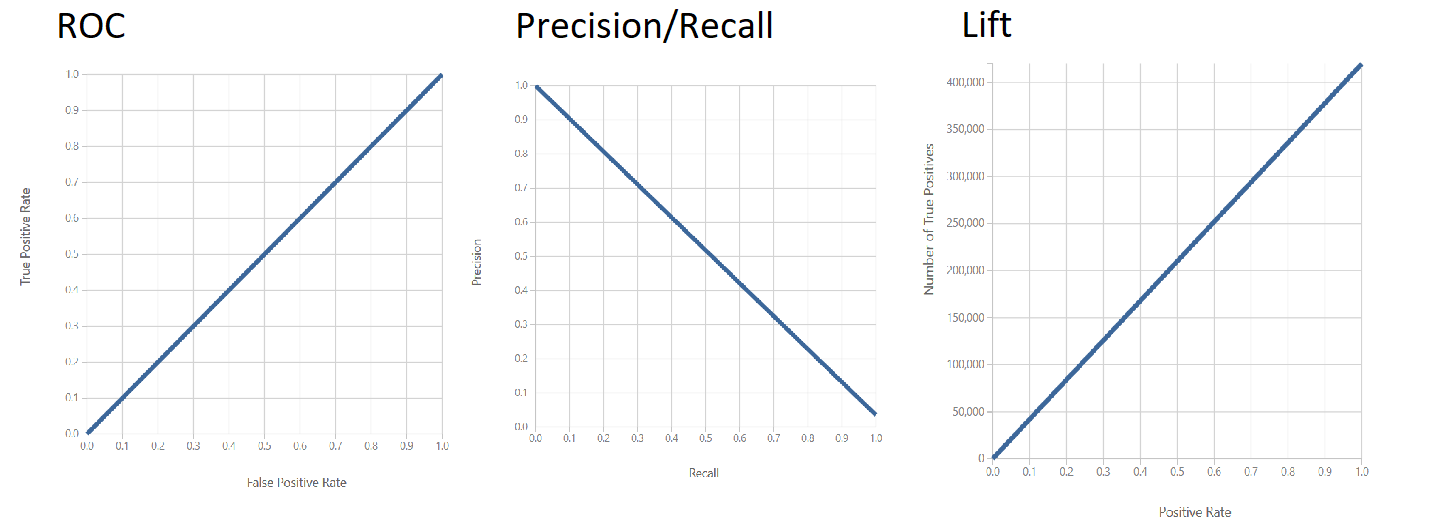 ROC
1.0
0.9
0.8
0.7
0.6
0.5
0.4
0.3
0.2
0.1
0.0
0.0 0.1 0.2 0.3 0.4 0.5 0.6 0.7 0.8 0.9 1.0
True Positive Rate
False Positive Rate
Precision/Recall
1.0
0.9
0.8
0.7
0.6
0.5
0.4
0.3
0.2
0.1
0.0
0.0 0.1 0.2 0.3 0.4 0.5 0.6 0.7 0.8 0.9 1.0
Precision
Recall
Lift
400,000
350,000
300,000
250,000
200,000
150,000
100,000
50,000
0
0.0 0.1 0.2 0.3 0.4 0.5 0.6 0.7 0.8 0.9 1.0
Number of True Positives
Positive Rate